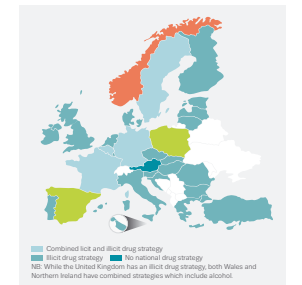 Combined licit and illicit drug strategy
Illicit drug strategy No national drug strategy
NB: While the United Kingdom has an illicit drug strategy, both Wales and
Northern Ireland have combined strategies which include alcohol.